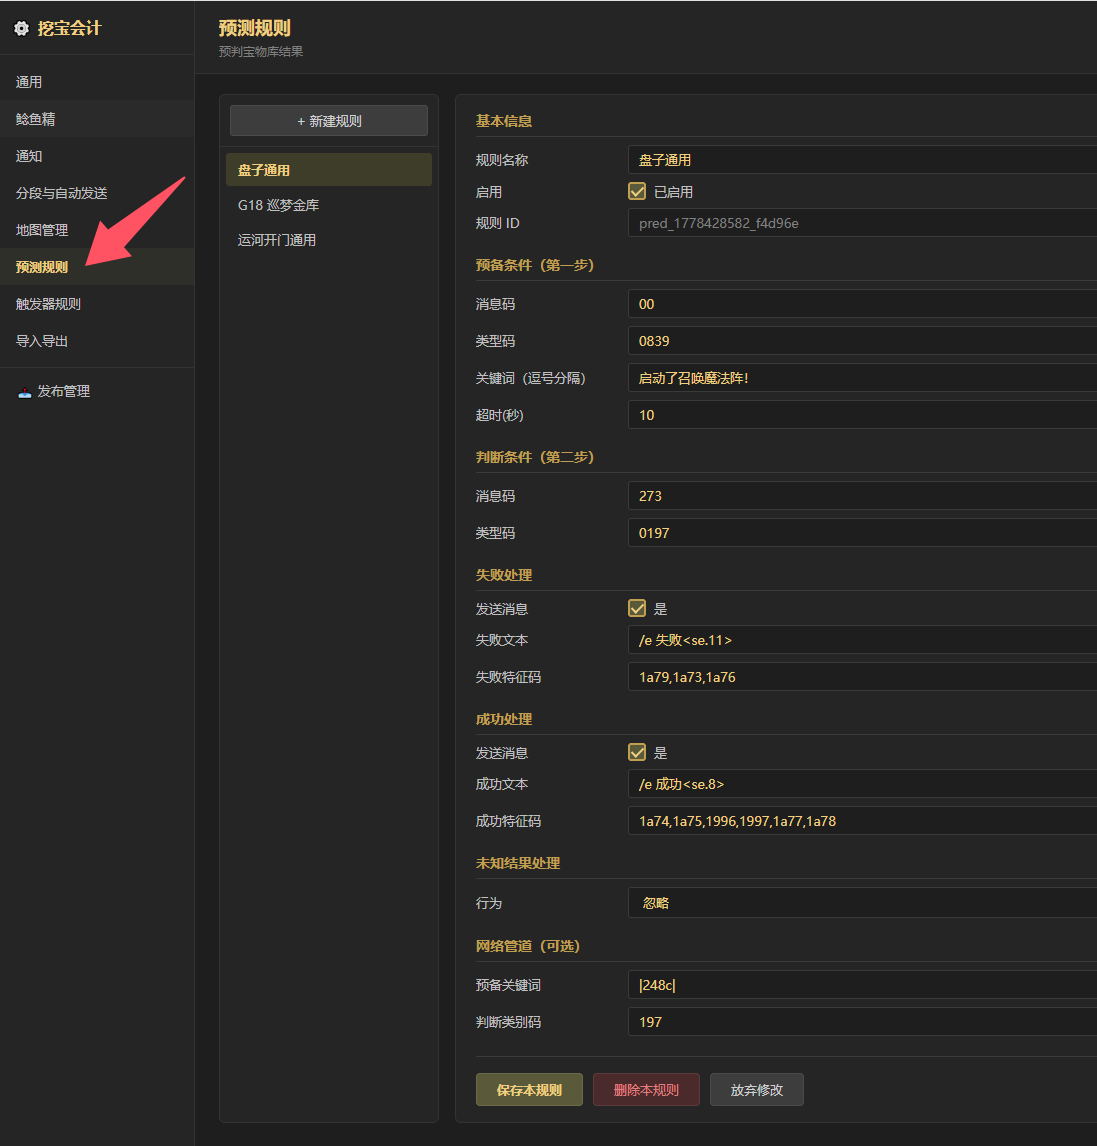 挖宝会计
通用
鲶鱼精
通知
分段与自动发送
地图管理
预测规则
触发器规则
导入导出
发布管理
预测规则
预判宝物库结果
+ 新建规则
盘子通用
G18 巡梦金库
运河开门通用
基本信息
规则名称 盘子通用
启用 已启用
规则 ID pred_1778428582_f4d96e
预备条件（第一步）
消息码 00
类型码 0839
关键词（逗号分隔） 启动了召唤魔法阵！
超时(秒) 10
判断条件（第二步）
消息码 273
类型码 0197
失败处理
发送消息 是
失败文本 /e 失败<se.11>
失败特征码 1a79,1a73,1a76
成功处理
发送消息 是
成功文本 /e 成功<se.8>
成功特征码 1a74,1a75,1996,1997,1a77,1a78
未知结果处理
行为 忽略
网络管道（可选）
预备关键词 |248c|
判断类别码 197
保存本规则 删除本规则 放弃修改